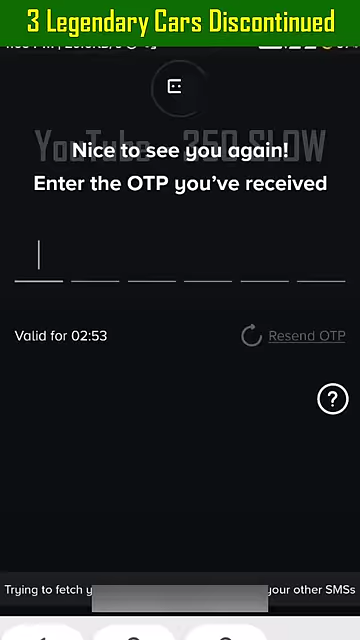 3 Legendary Cars Discontinued
YouTube 350 SLOW
Nice to see you again!
Enter the OTP you've received
Valid for 02:53
Resend OTP
?
Trying to fetch your other SMSs